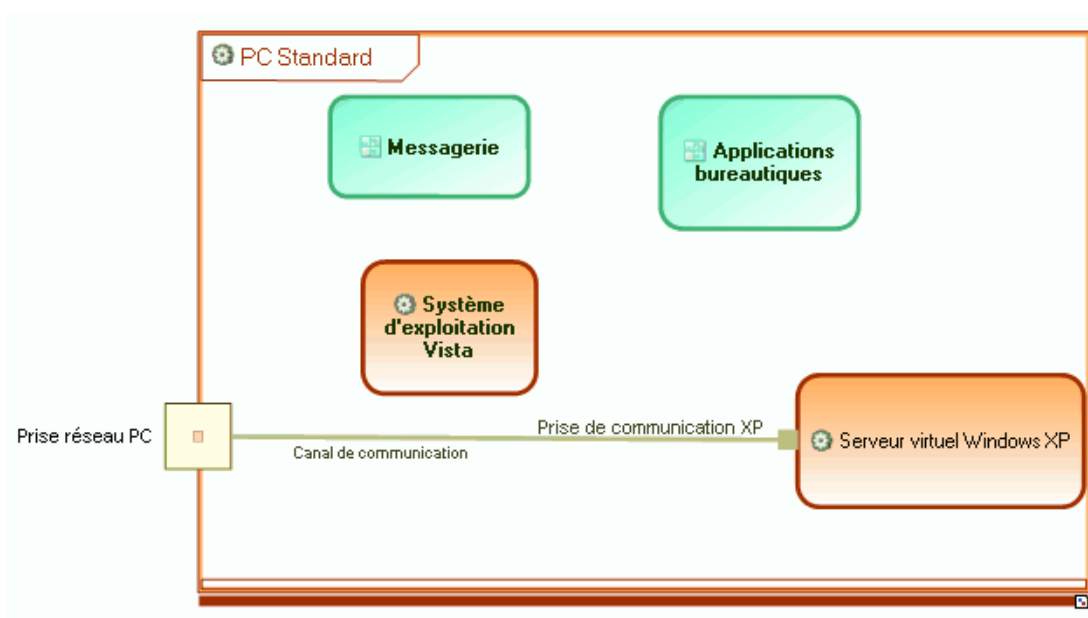 PC Standard
Messagerie
Applications
bureautiques
Système
d'exploitation
Vista
Prise réseau PC
Prise de communication XP
Canal de communication
Serveur virtuel Windows XP